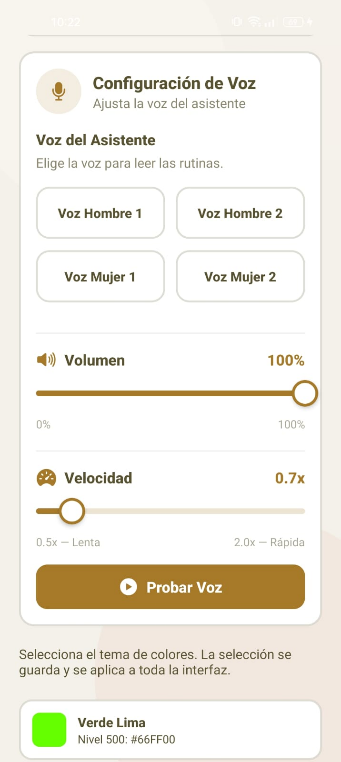 10:22
Configuración de Voz
Ajusta la voz del asistente
Voz del Asistente
Elige la voz para leer las rutinas.
Voz Hombre 1
Voz Hombre 2
Voz Mujer 1
Voz Mujer 2
Volumen
100%
0%
100%
Velocidad
0.7x
0.5x — Lenta
2.0x — Rápida
Probar Voz
Selecciona el tema de colores. La selección se
guarda y se aplica a toda la interfaz.
Verde Lima
Nivel 500: #66FF00